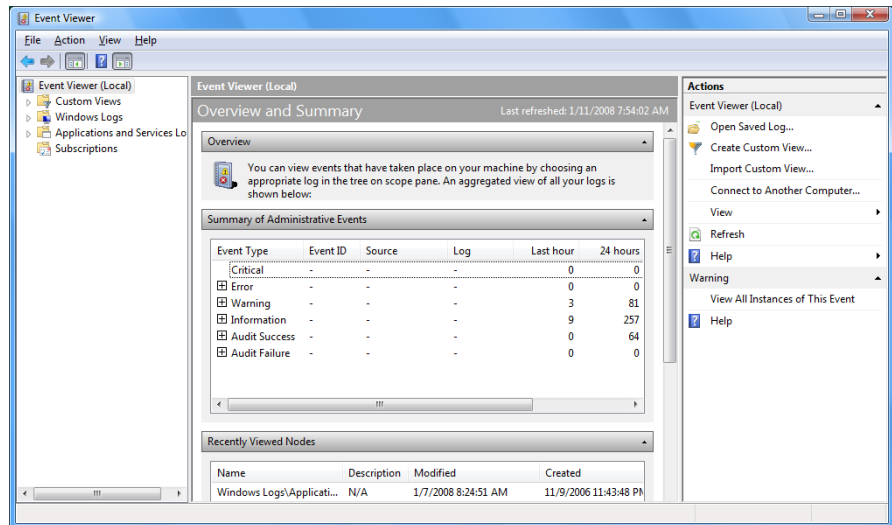 Event Viewer
File Action View Help
Event Viewer (Local)
Custom Views
Windows Logs
Applications and Services Lo
Subscriptions
Event Viewer (Local)
Overview and Summary Last refreshed: 1/11/2008 7:54:02 AM
Overview
You can view events that have taken place on your machine by choosing an
appropriate log in the tree on scope pane. An aggregated view of all your logs is
shown below:
Summary of Administrative Events
Event Type Event ID Source Log Last hour 24 hours
Critical - - - 0 0
Error - - - 0 0
Warning - - - 3 81
Information - - - 9 257
Audit Success - - - 0 64
Audit Failure - - - 0 0
Recently Viewed Nodes
Name Description Modified Created
Windows Logs\Applicati... N/A 1/7/2008 8:24:51 AM 11/9/2006 11:43:48 PM
Actions
Event Viewer (Local)
Open Saved Log...
Create Custom View...
Import Custom View...
Connect to Another Computer...
View
Refresh
Help
Warning
View All Instances of This Event
Help